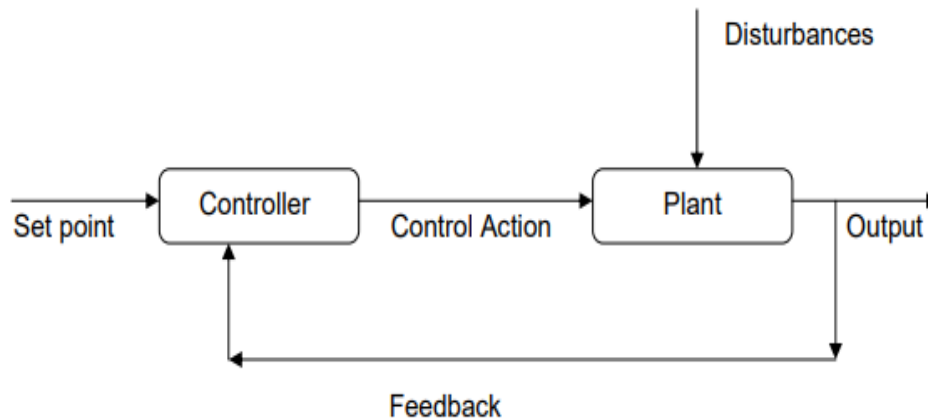 Disturbances
Controller
Plant
Set point
Control Action
Output
Feedback